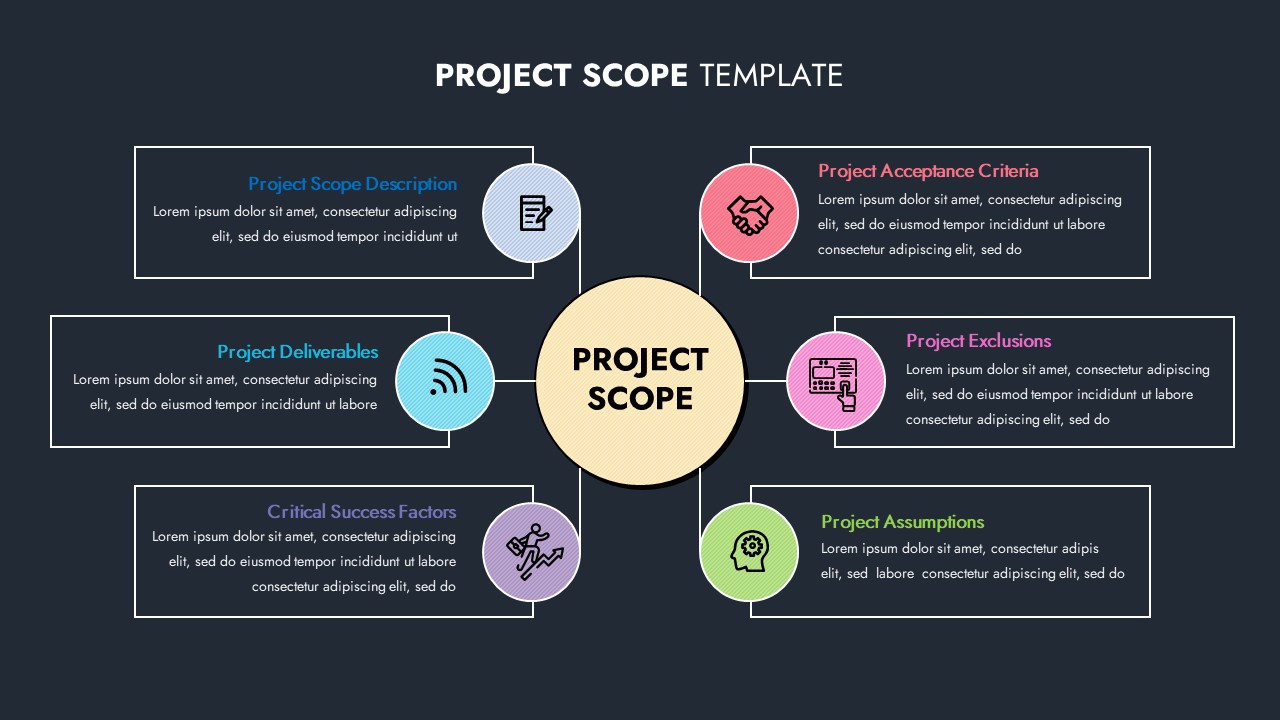 PROJECT SCOPE TEMPLATE
Project Scope Description
Lorem ipsum dolor sit amet, consectetur adipiscing
elit, sed do eiusmod tempor incididunt ut
Project Acceptance Criteria
Lorem ipsum dolor sit amet, consectetur adipiscing
elit, sed do eiusmod tempor incididunt ut labore
consectetur adipiscing elit, sed do
Project Deliverables
Lorem ipsum dolor sit amet, consectetur adipiscing
elit, sed do eiusmod tempor incididunt ut labore
PROJECT
SCOPE
Project Exclusions
Lorem ipsum dolor sit amet, consectetur adipiscing
elit, sed do eiusmod tempor incididunt ut labore
consectetur adipiscing elit, sed do
Critical Success Factors
Lorem ipsum dolor sit amet, consectetur adipiscing
elit, sed do eiusmod tempor incididunt ut labore
consectetur adipiscing elit, sed do
Project Assumptions
Lorem ipsum dolor sit amet, consectetur adipis
elit, sed  labore  consectetur adipiscing elit, sed do